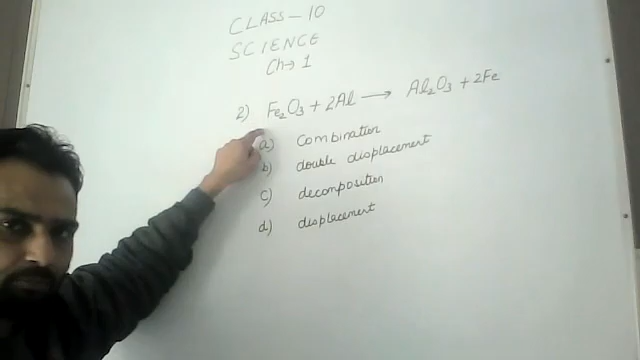 CLASS - 10
SCIENCE
Ch→ 1
2) Fe₂O₃ + 2Al ⟶ Al₂O₃ + 2Fe
a) Combination
b) double displacement
c) decomposition
d) displacement